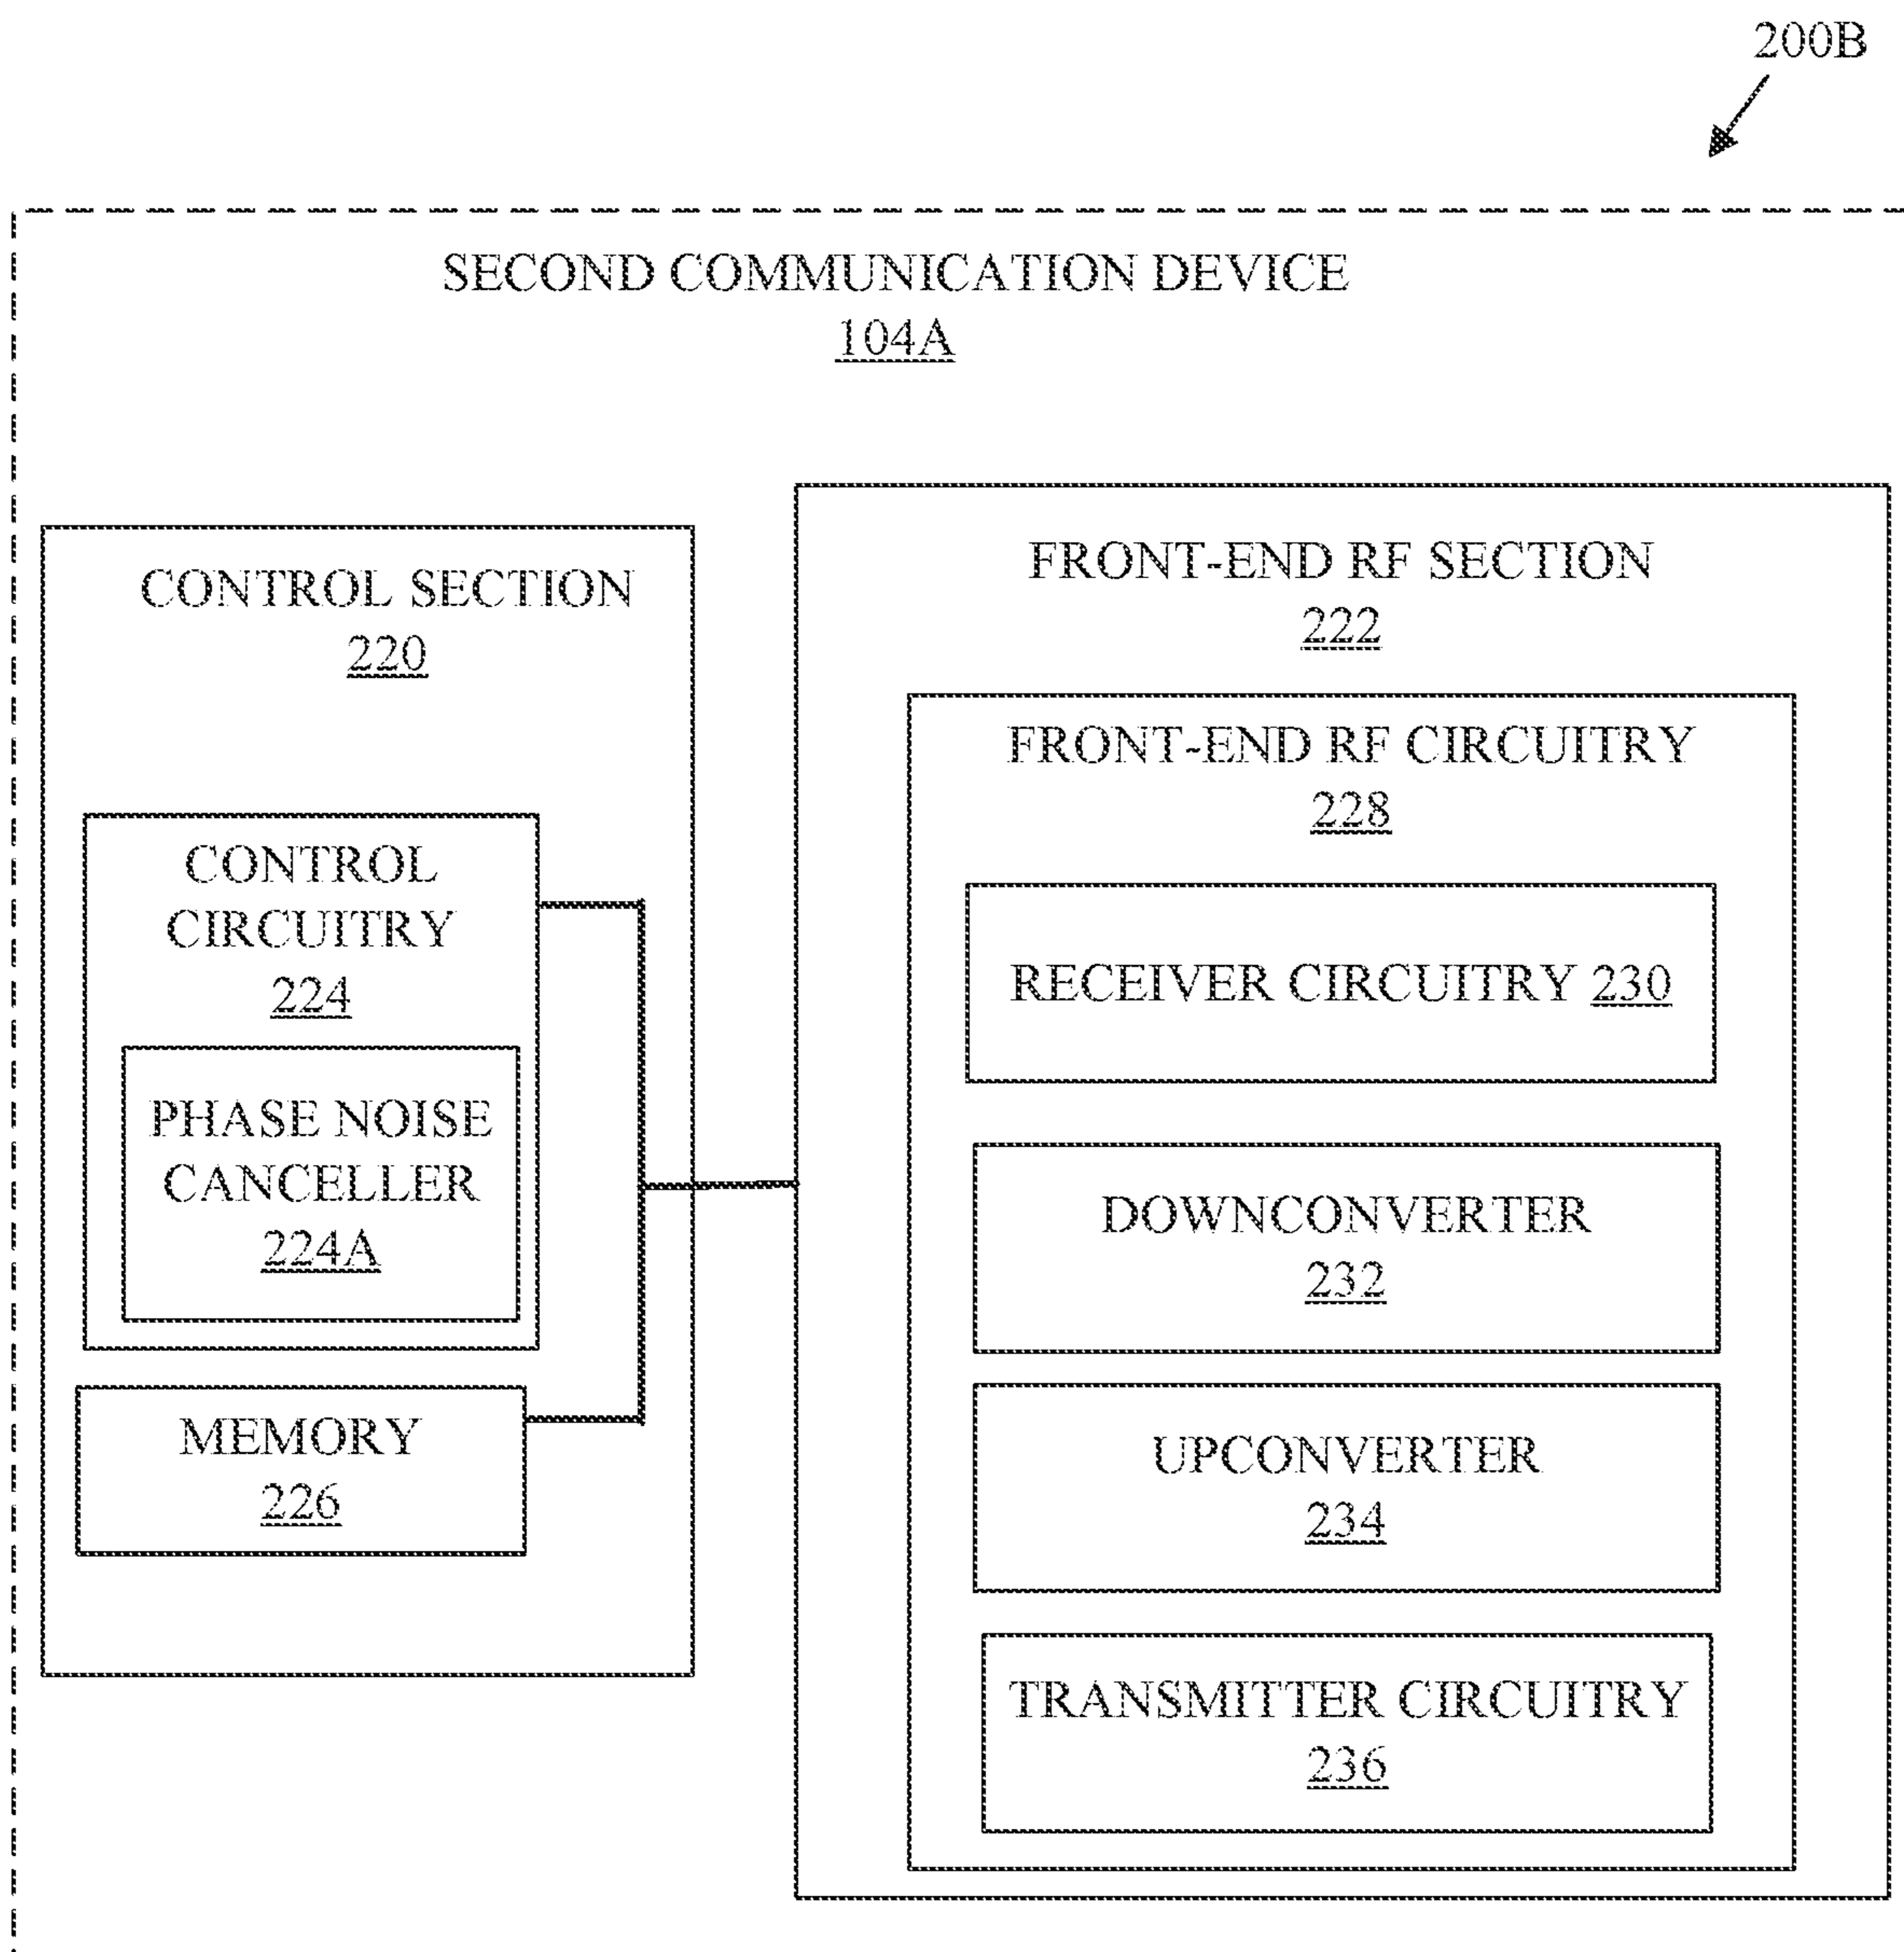 200B
SECOND COMMUNICATION DEVICE
104A
CONTROL SECTION
220
CONTROL
CIRCUITRY
224
PHASE NOISE
CANCELLER
224A
MEMORY
226
FRONT-END RF SECTION
222
FRONT-END RF CIRCUITRY
228
RECEIVER CIRCUITRY 230
DOWNCONVERTER
232
UPCONVERTER
234
TRANSMITTER CIRCUITRY
236